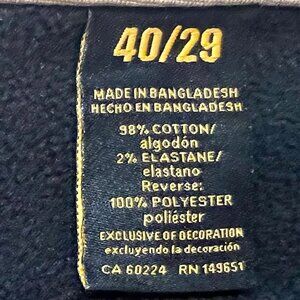 40/29
MADE IN BANGLADESH
HECHO EN BANGLADESH
98% COTTON/
algodón
2% ELASTANE/
elastano
Reverse:
100% POLYESTER
poliéster
EXCLUSIVE OF DECORATION
excluyendo la decoración
CA 60224 RN 149651